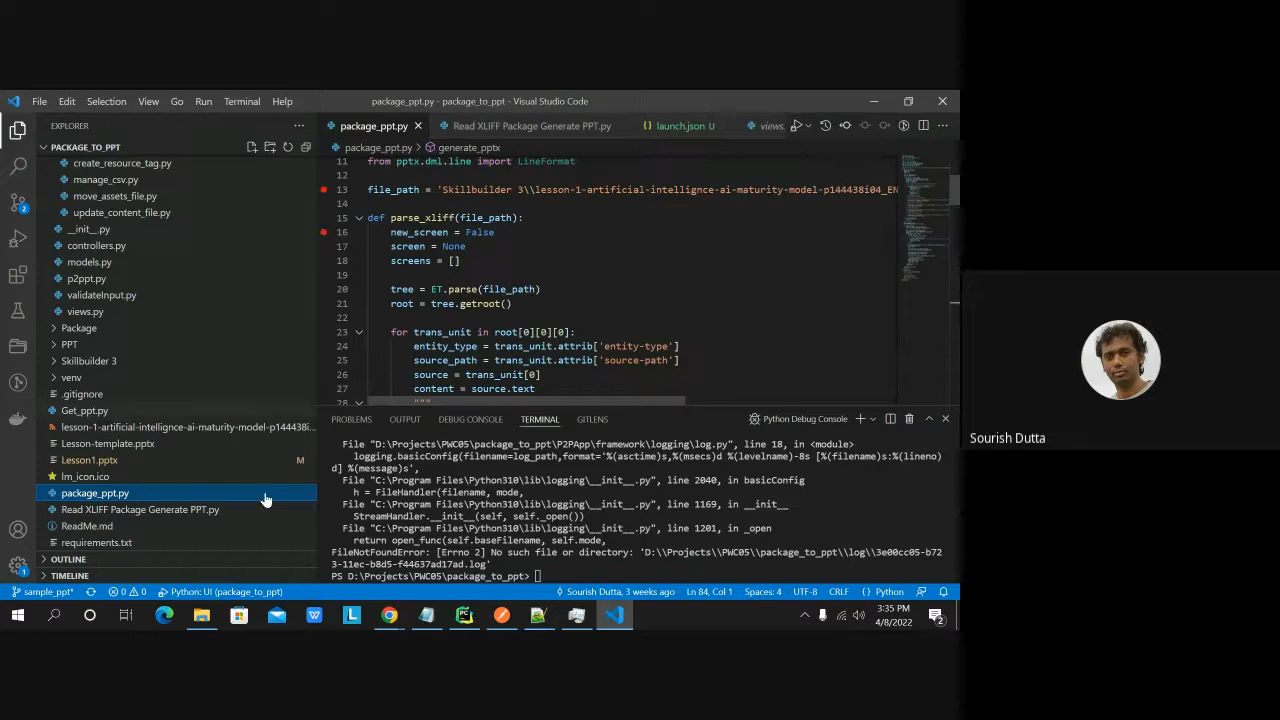 File Edit Selection View Go Run Terminal Help
package_ppt.py - package_to_ppt - Visual Studio Code
EXPLORER
PACKAGE_TO_PPT
create_resource_tag.py
manage_csv.py
move_assets_file.py
update_content_file.py
__init__.py
controllers.py
models.py
p2ppt.py
validateInput.py
views.py
Package
PPT
Skillbuilder 3
venv
.gitignore
Get_ppt.py
lesson-1-artificial-intellignce-ai-maturity-model-p144438i...
Lesson-template.pptx
Lesson1.pptx M
lm_icon.ico
package_ppt.py
Read XLIFF Package Generate PPT.py
ReadMe.md
requirements.txt
OUTLINE
TIMELINE
package_ppt.py
Read XLIFF Package Generate PPT.py
launch.json U
views.
package_ppt.py > generate_pptx
11 from pptx.dml.line import LineFormat
12
13 file_path = 'Skillbuilder 3\\lesson-1-artificial-intellignce-ai-maturity-model-p144438i04_EN
14
15 def parse_xliff(file_path):
16 new_screen = False
17 screen = None
18 screens = []
19
20 tree = ET.parse(file_path)
21 root = tree.getroot()
22
23 for trans_unit in root[0][0][0]:
24 entity_type = trans_unit.attrib['entity-type']
25 source_path = trans_unit.attrib['source-path']
26 source = trans_unit[0]
27 content = source.text
28 """
PROBLEMS OUTPUT DEBUG CONSOLE TERMINAL GITLENS
Python Debug Console
File "D:\Projects\PWC05\package_to_ppt\P2PApp\framework\logging\log.py", line 18, in <module>
logging.basicConfig(filename=log_path,format='%(asctime)s,%(msecs)d %(levelname)-8s [%(filename)s:%(lineno)
d] %(message)s',
File "C:\Program Files\Python310\lib\logging\__init__.py", line 2040, in basicConfig
h = FileHandler(filename, mode,
File "C:\Program Files\Python310\lib\logging\__init__.py", line 1169, in __init__
StreamHandler.__init__(self, self._open())
File "C:\Program Files\Python310\lib\logging\__init__.py", line 1201, in _open
return open_func(self.baseFilename, self.mode,
FileNotFoundError: [Errno 2] No such file or directory: 'D:\\Projects\\PWC05\\package_to_ppt\\log\\3e00cc05-b72
3-11ec-b8d5-f44637ad17ad.log'
PS D:\Projects\PWC05\package_to_ppt>
sample_ppt* 0 0 Python: UI (package_to_ppt)
Sourish Dutta, 3 weeks ago Ln 84, Col 1 Spaces: 4 UTF-8 CRLF Python
3:35 PM
4/8/2022
Sourish Dutta